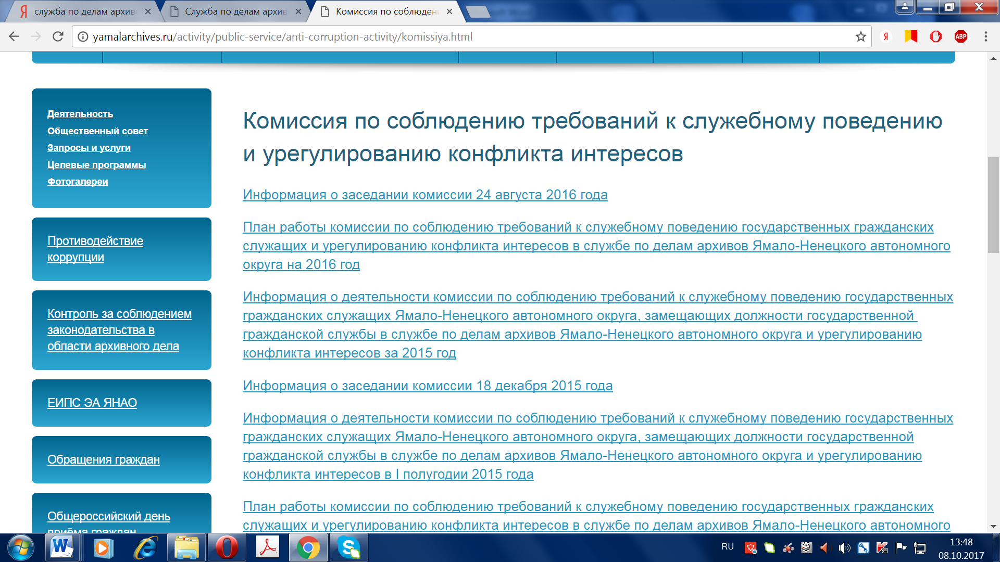 служба по делам архив
Служба по делам архив
Комиссия по соблюден
yamalarchives.ru/activity/public-service/anti-corruption-activity/komissiya.html
ABP
Деятельность
Общественный совет
Запросы и услуги
Целевые программы
Фотогалереи
Противодействие
коррупции
Контроль за соблюдением
законодательства в
области архивного дела
ЕИПС ЭА ЯНАО
Обращения граждан
Общероссийский день
приёма граждан
Комиссия по соблюдению требований к служебному поведению
и урегулированию конфликта интересов
Информация о заседании комиссии 24 августа 2016 года
План работы комиссии по соблюдению требований к служебному поведению государственных гражданских
служащих и урегулированию конфликта интересов в службе по делам архивов Ямало-Ненецкого автономного
округа на 2016 год
Информация о деятельности комиссии по соблюдению требований к служебному поведению государственных
гражданских служащих Ямало-Ненецкого автономного округа, замещающих должности государственной
гражданской службы в службе по делам архивов Ямало-Ненецкого автономного округа и урегулированию
конфликта интересов за 2015 год
Информация о заседании комиссии 18 декабря 2015 года
Информация о деятельности комиссии по соблюдению требований к служебному поведению государственных
гражданских служащих Ямало-Ненецкого автономного округа, замещающих должности государственной
гражданской службы в службе по делам архивов Ямало-Ненецкого автономного округа и урегулированию
конфликта интересов в I полугодии 2015 года
План работы комиссии по соблюдению требований к служебному поведению государственных гражданских
служащих и урегулированию конфликта интересов в службе по делам архивов Ямало-Ненецкого автономного
RU
13:48
08.10.2017